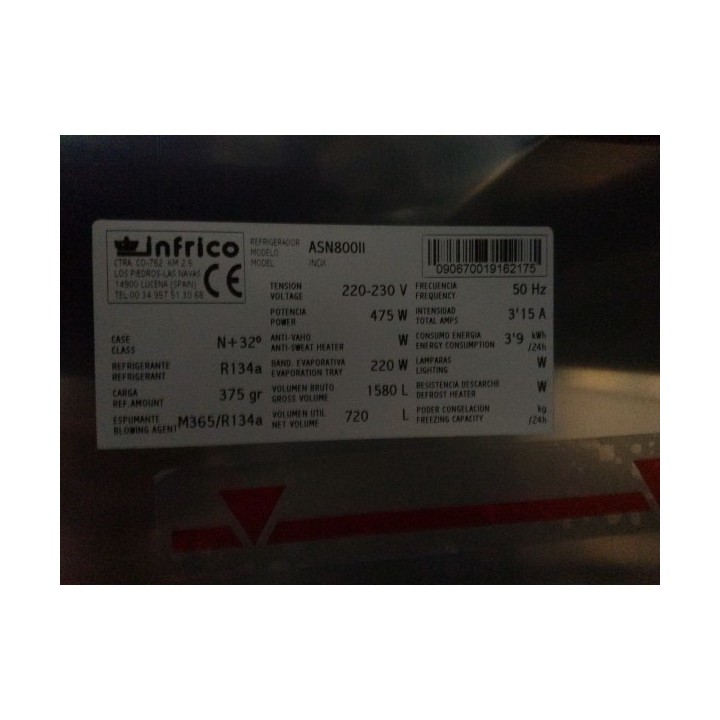 infrico
CTRA. CO-762, KM 2,5
LOS PIEDROS-LAS NAVAS
14900 LUCENA (SPAIN)
TEL: 00 34 957 51 30 68
CE
REFRIGERADOR
MODELO ASN800II
MODEL INOX
090670019162175
TENSION
VOLTAGE 220-230 V
FRECUENCIA
FREQUENCY 50 Hz
POTENCIA
POWER 475 W
INTENSIDAD
TOTAL AMPS 3'15 A
CASE
CLASS N+32º
ANTI-VAHO
ANTI-SWEAT HEATER W
CONSUMO ENERGIA
ENERGY CONSUMPTION 3'9 kWh
/24h
REFRIGERANTE
REFRIGERANT R134a
BAND. EVAPORATIVA
EVAPORATION TRAY 220 W
LAMPARAS
LIGHTING W
CARGA
REF. AMOUNT 375 gr
VOLUMEN BRUTO
GROSS VOLUME 1580 L
RESISTENCIA DESCARCHE
DEFROST HEATER W
ESPUMANTE
BLOWING AGENT M365/R134a
VOLUMEN UTIL
NET VOLUME 720 L
PODER CONGELACION
FREEZING CAPACITY kg
/24h